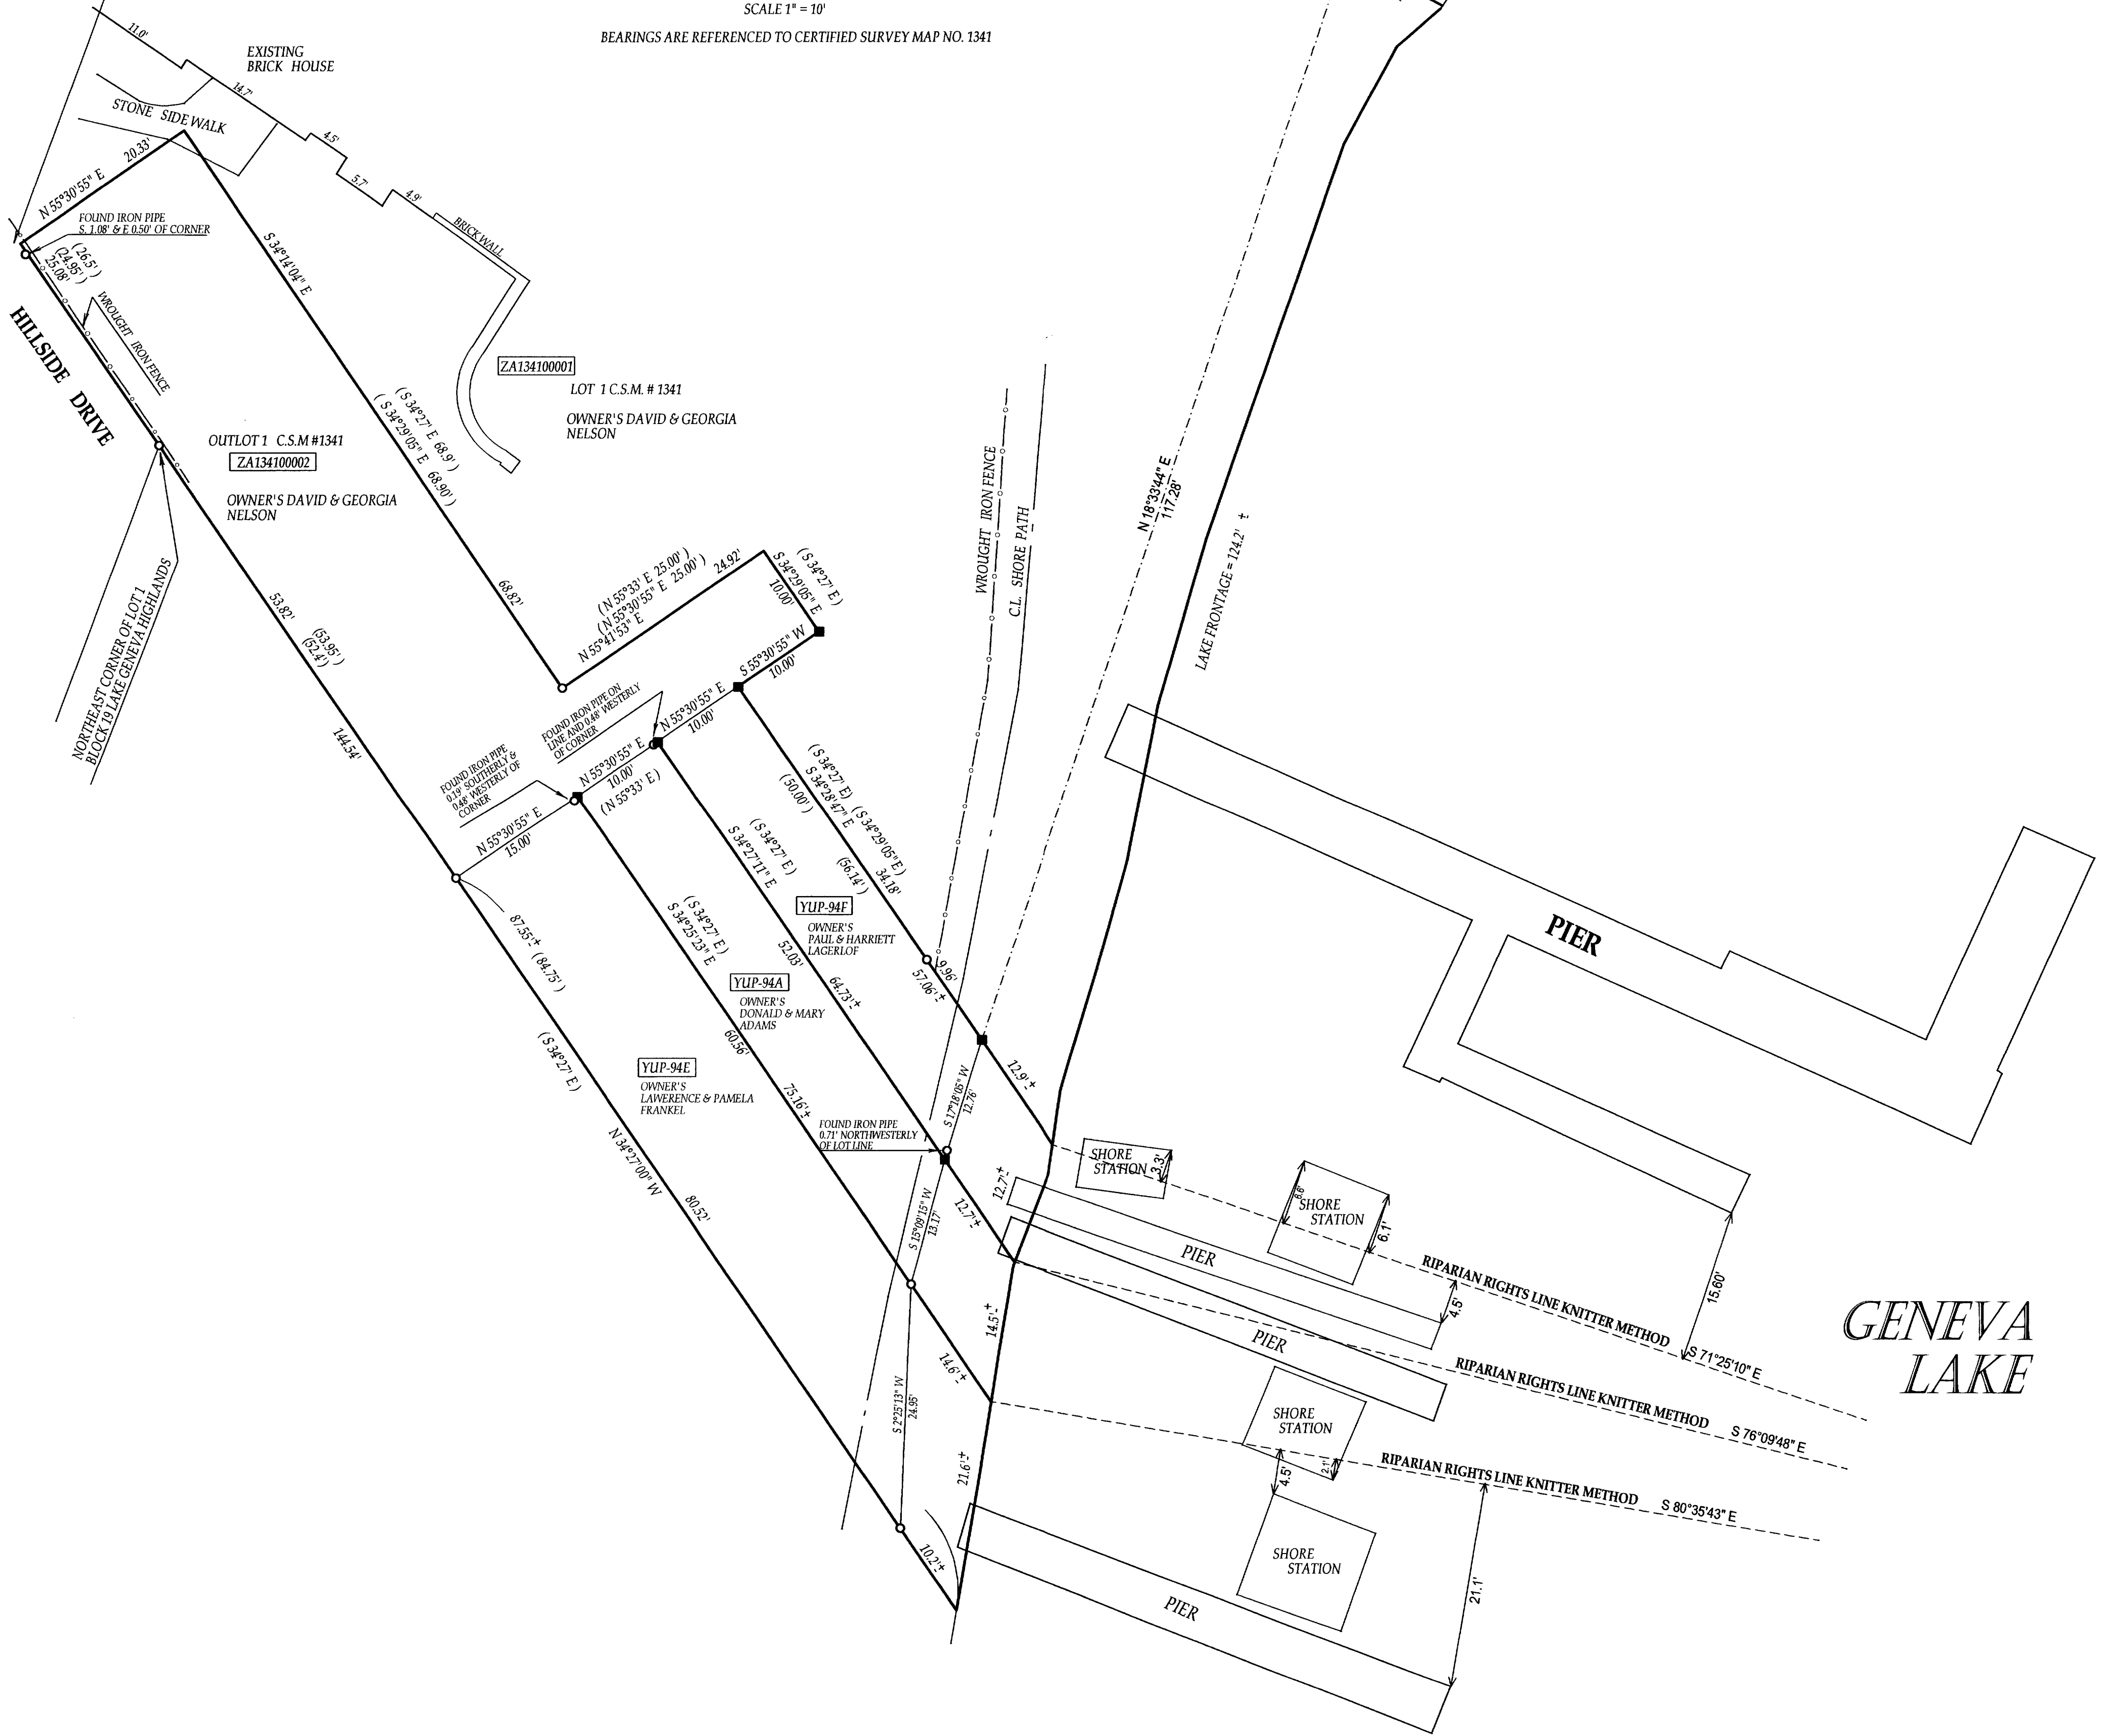 SCALE 1" = 10'
BEARINGS ARE REFERENCED TO CERTIFIED SURVEY MAP NO. 1341
11.0'
EXISTING
BRICK HOUSE
14.7'
STONE SIDEWALK
4.5'
5.7'
4.9'
BRICK WALL
N 55°30'55" E
20.33'
FOUND IRON PIPE
S. 1.08' & E 0.50' OF CORNER
(26.5')
(24.95')
25.08'
WROUGHT IRON FENCE
HILLSIDE DRIVE
S 34°14'04" E
(S 34°27' E 68.9')
(S 34°29'05" E 68.90')
68.82'
ZA134100001
LOT 1 C.S.M. # 1341
OWNER'S DAVID & GEORGIA
NELSON
OUTLOT 1 C.S.M #1341
ZA134100002
OWNER'S DAVID & GEORGIA
NELSON
NORTHEAST CORNER OF LOT 1
BLOCK 19 LAKE GENEVA HIGHLANDS
53.82'
(53.95')
(52.4')
144.54'
(N 55°33' E 25.00')
(N 55°30'55" E 25.00')
N 55°41'53" E
24.92'
(S 34°27' E)
S 34°29'05" E
10.00'
S 55°30'55" W
10.00'
N 55°30'55" E
10.00'
N 55°30'55" E
10.00'
(N 55°33' E)
N 55°30'55" E
15.00'
FOUND IRON PIPE ON
LINE AND 0.48' WESTERLY
OF CORNER
FOUND IRON PIPE
0.19' SOUTHERLY &
0.48' WESTERLY OF
CORNER
WROUGHT IRON FENCE
C.L. SHORE PATH
N 18°33'44" E
117.28'
LAKE FRONTAGE = 124.2' ±
(S 34°27' E)
S 34°28'47" E
(S 34°29'05" E)
(50.00')
(56.14')
34.18'
9.96'
57.06'±
12.9'±
(S 34°27' E)
S 34°27'11" E
52.03'
64.73'±
12.7'±
(S 34°27' E)
S 34°25'23" E
60.56'
75.16'±
14.6'±
87.55'± (84.75')
(S 34°27' E)
N 34°27'00" W
80.52'
10.2'±
YUP-94F
OWNER'S
PAUL & HARRIETT
LAGERLOF
YUP-94A
OWNER'S
DONALD & MARY
ADAMS
YUP-94E
OWNER'S
LAWERENCE & PAMELA
FRANKEL
FOUND IRON PIPE
0.71' NORTHWESTERLY
OF LOT LINE
S 17°18'05" W
12.76'
S 15°09'15" W
13.17'
S 2°25'13" W
24.95'
12.7'±
14.5'±
21.6'±
PIER
SHORE
STATION
3.3'
SHORE
STATION
6.6'
6.1'
PIER
4.5'
PIER
15.60'
RIPARIAN RIGHTS LINE KNITTER METHOD
S 71°25'10" E
RIPARIAN RIGHTS LINE KNITTER METHOD
S 76°09'48" E
RIPARIAN RIGHTS LINE KNITTER METHOD
S 80°35'43" E
SHORE
STATION
4.5'
2.1'
SHORE
STATION
21.1'
PIER
GENEVA
LAKE